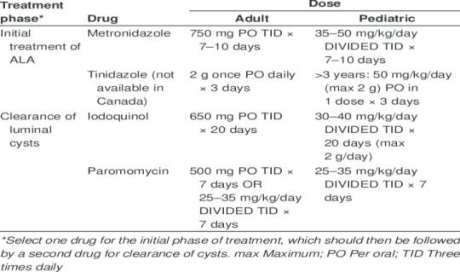 Treatment phase* Drug Dose
Adult Pediatric
Initial Metronidazole 750 mg PO TID × 35–50 mg/kg/day
treatment of 7–10 days DIVIDED TID ×
ALA 7–10 days
Tinidazole (not 2 g once PO daily >3 years: 50 mg/kg/day
available in × 3 days (max 2 g) PO in
Canada) 1 dose × 3 days
Clearance of Iodoquinol 650 mg PO TID 30–40 mg/kg/day
luminal × 20 days DIVIDED TID ×
cysts 20 days (max
2 g/day)
Paromomycin 500 mg PO TID × 25–35 mg/kg/day
7 days OR DIVIDED TID × 7
25–35 mg/kg/day days
DIVIDED TID ×
7 days
*Select one drug for the initial phase of treatment, which should then be followed
by a second drug for clearance of cysts. max Maximum; PO Per oral; TID Three
times daily